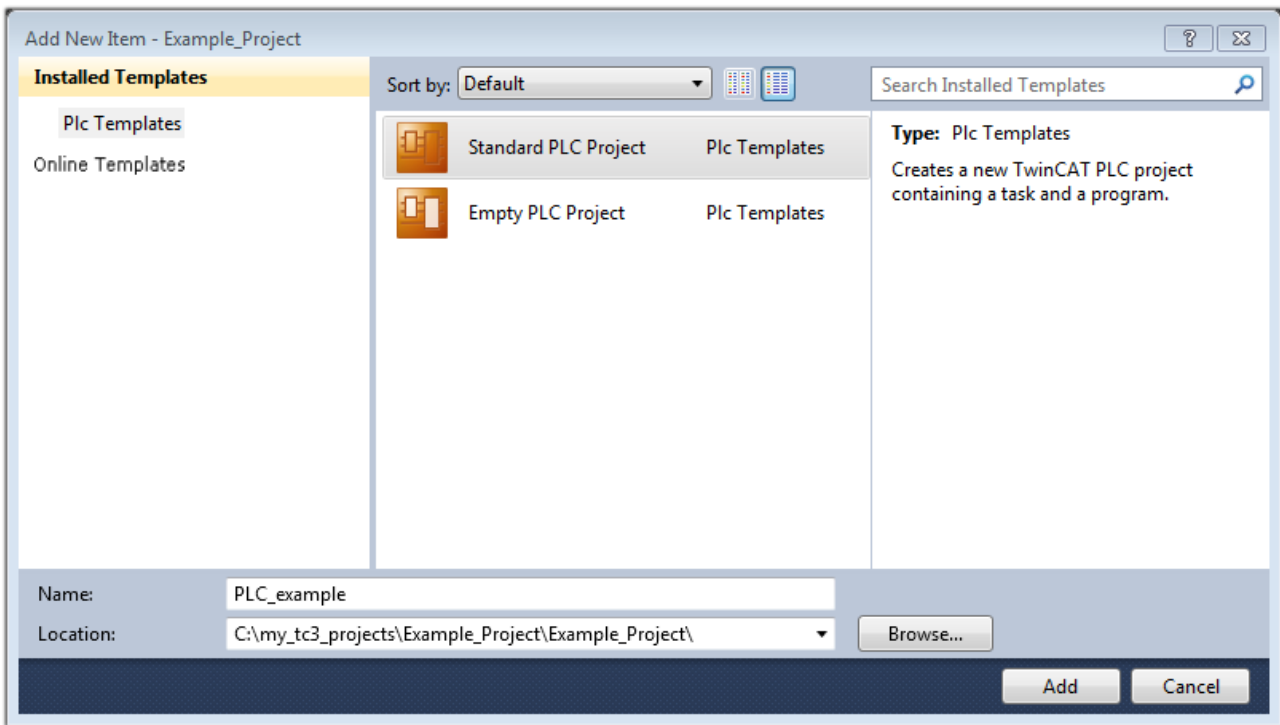 Add New Item - Example_Project
Installed Templates
Plc Templates
Online Templates
Sort by: Default
Search Installed Templates
Standard PLC Project Plc Templates
Empty PLC Project Plc Templates
Type: Plc Templates
Creates a new TwinCAT PLC project
containing a task and a program.
Name: PLC_example
Location: C:\my_tc3_projects\Example_Project\Example_Project\
Browse...
Add Cancel